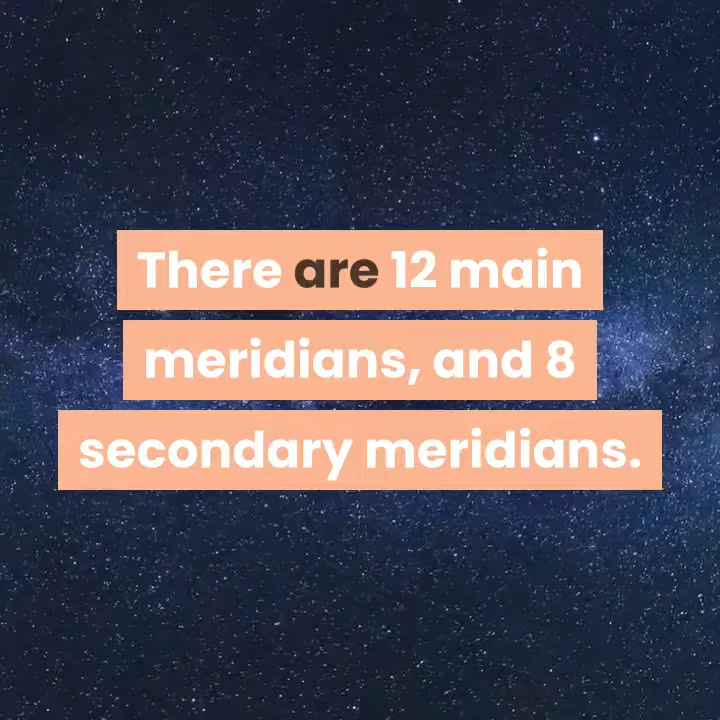 There are 12 main
meridians, and 8
secondary meridians.